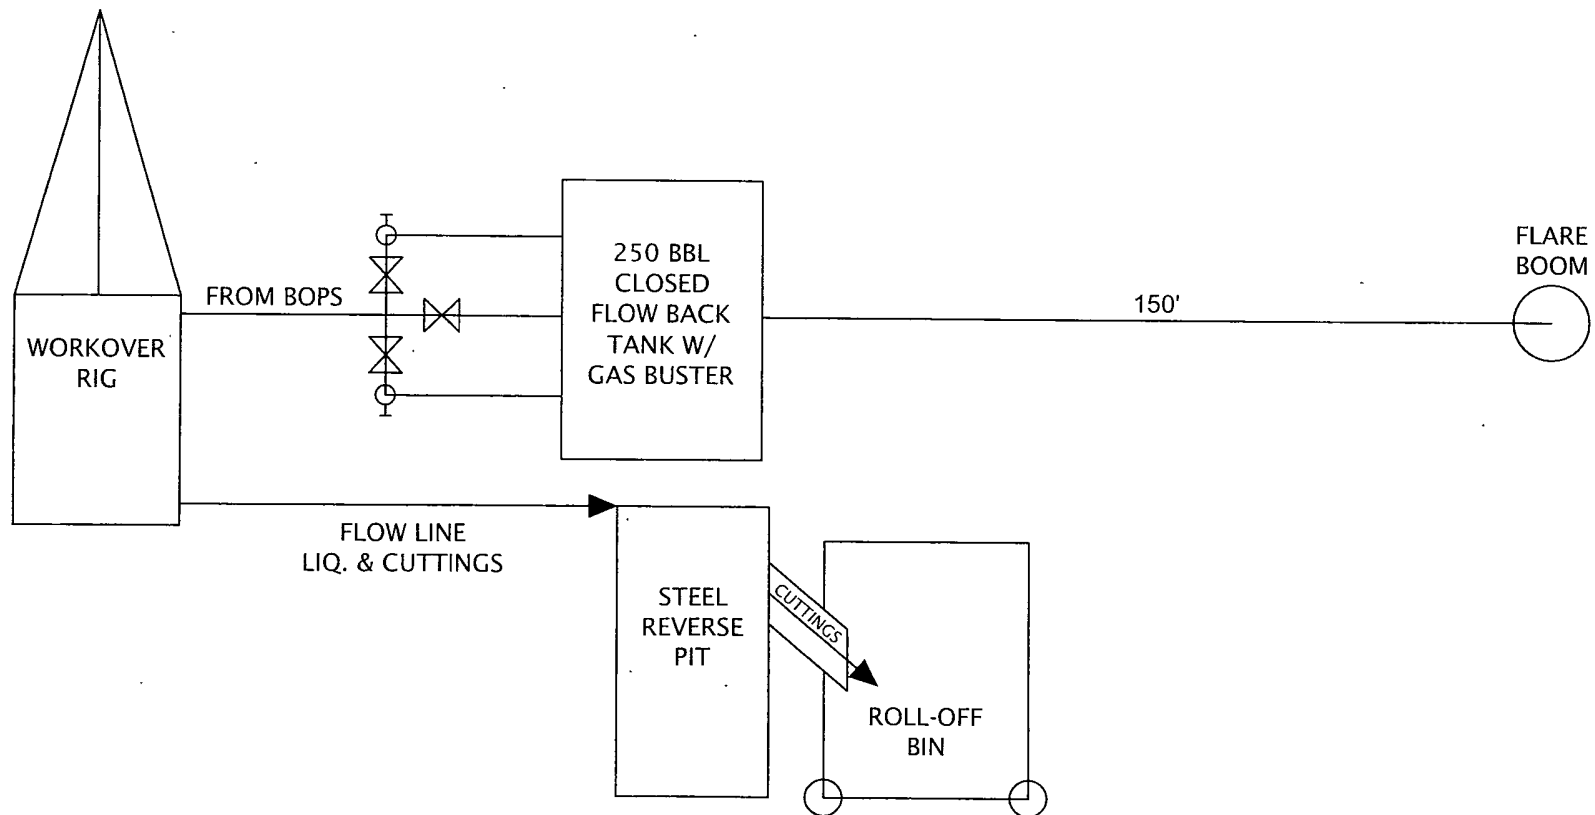 FLARE
BOOM
250 BBL
CLOSED
FLOW BACK
TANK W/
GAS BUSTER
FROM BOPS
150'
WORKOVER
RIG
FLOW LINE
LIQ. & CUTTINGS
STEEL
REVERSE
PIT
CUTTINGS
ROLL-OFF
BIN